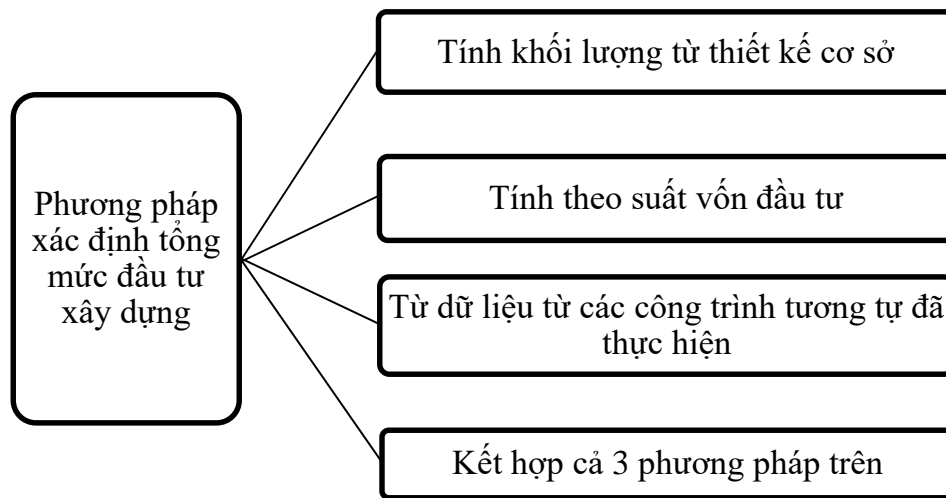 Phương pháp
xác định tổng
mức đầu tư
xây dựng
Tính khối lượng từ thiết kế cơ sở
Tính theo suất vốn đầu tư
Từ dữ liệu từ các công trình tương tự đã
thực hiện
Kết hợp cả 3 phương pháp trên